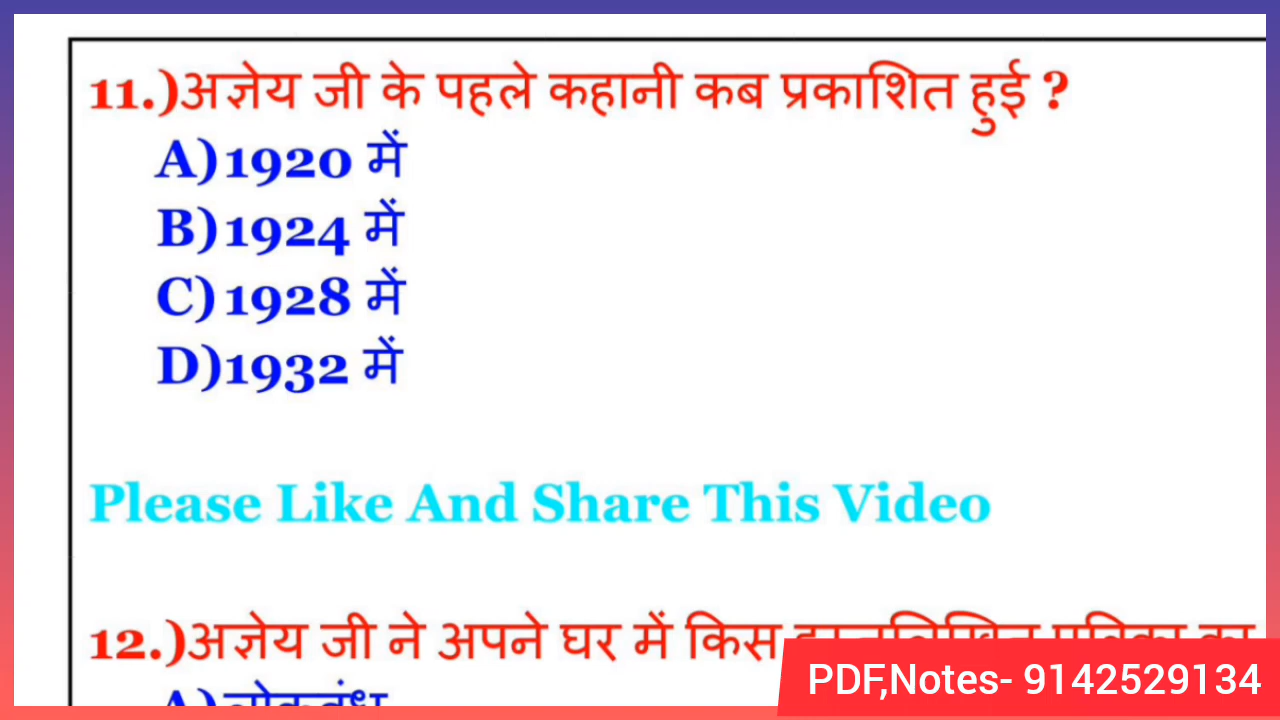 11.)अज्ञेय जी के पहले कहानी कब प्रकाशित हुई ?
A)1920 में
B)1924 में
C)1928 में
D)1932 में
Please Like And Share This Video
12.)अज्ञेय जी ने अपने घर में किस
PDF,Notes- 9142529134